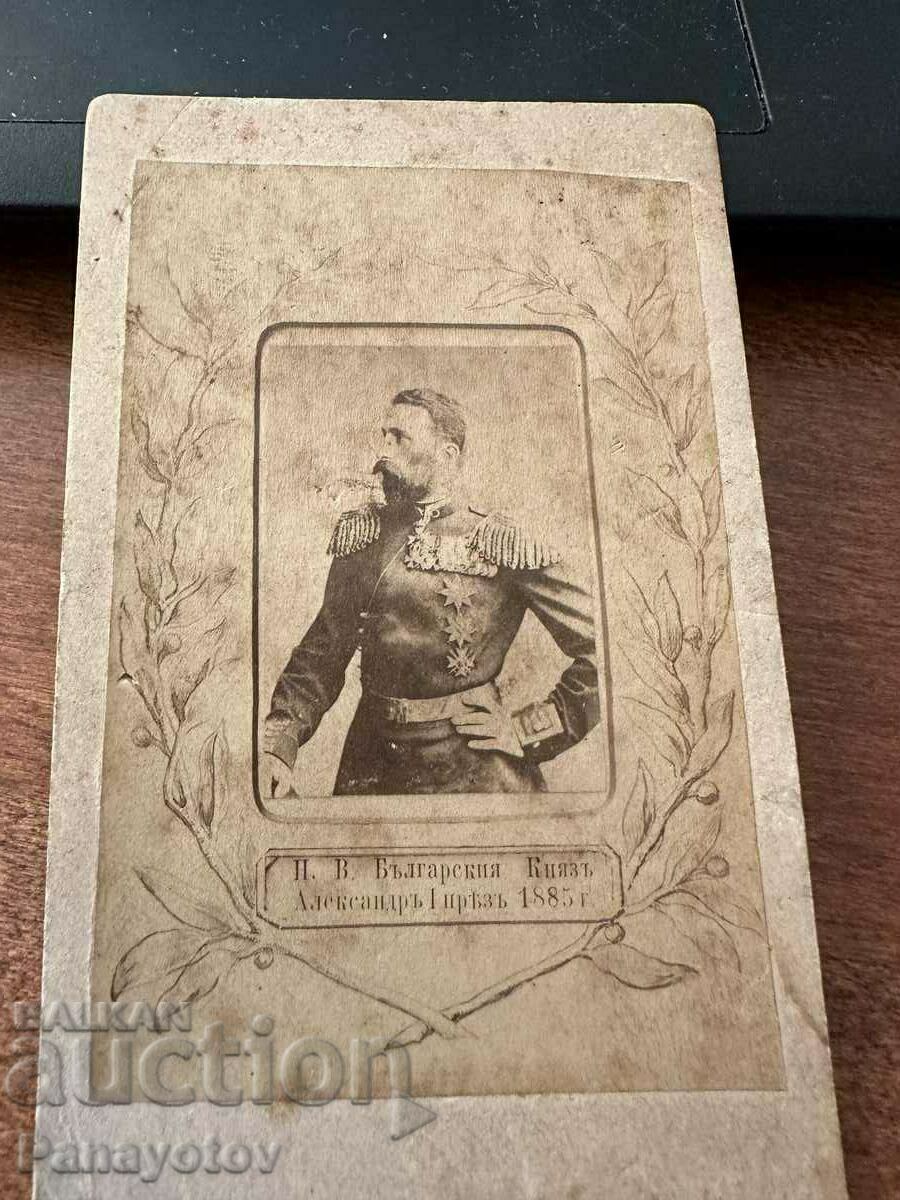 Н. В. Българския Князъ
Александръ I прѣзъ 1885 г.
BALKAN
auction
Panayotov